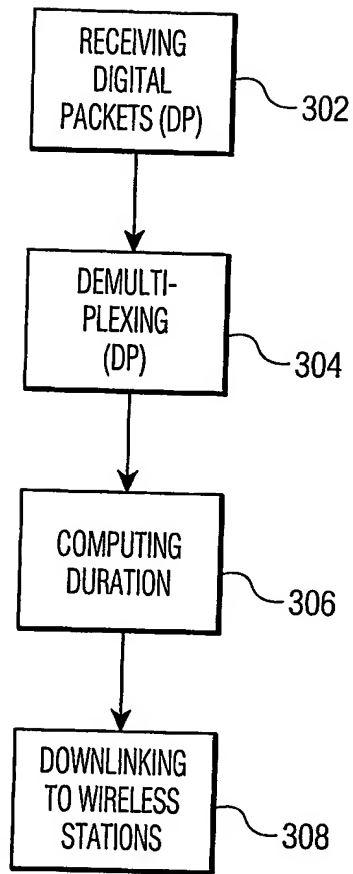 RECEIVING
DIGITAL
PACKETS (DP)
302
DEMULTI-
PLEXING
(DP)
304
COMPUTING
DURATION
306
DOWNLINKING
TO WIRELESS
STATIONS
308